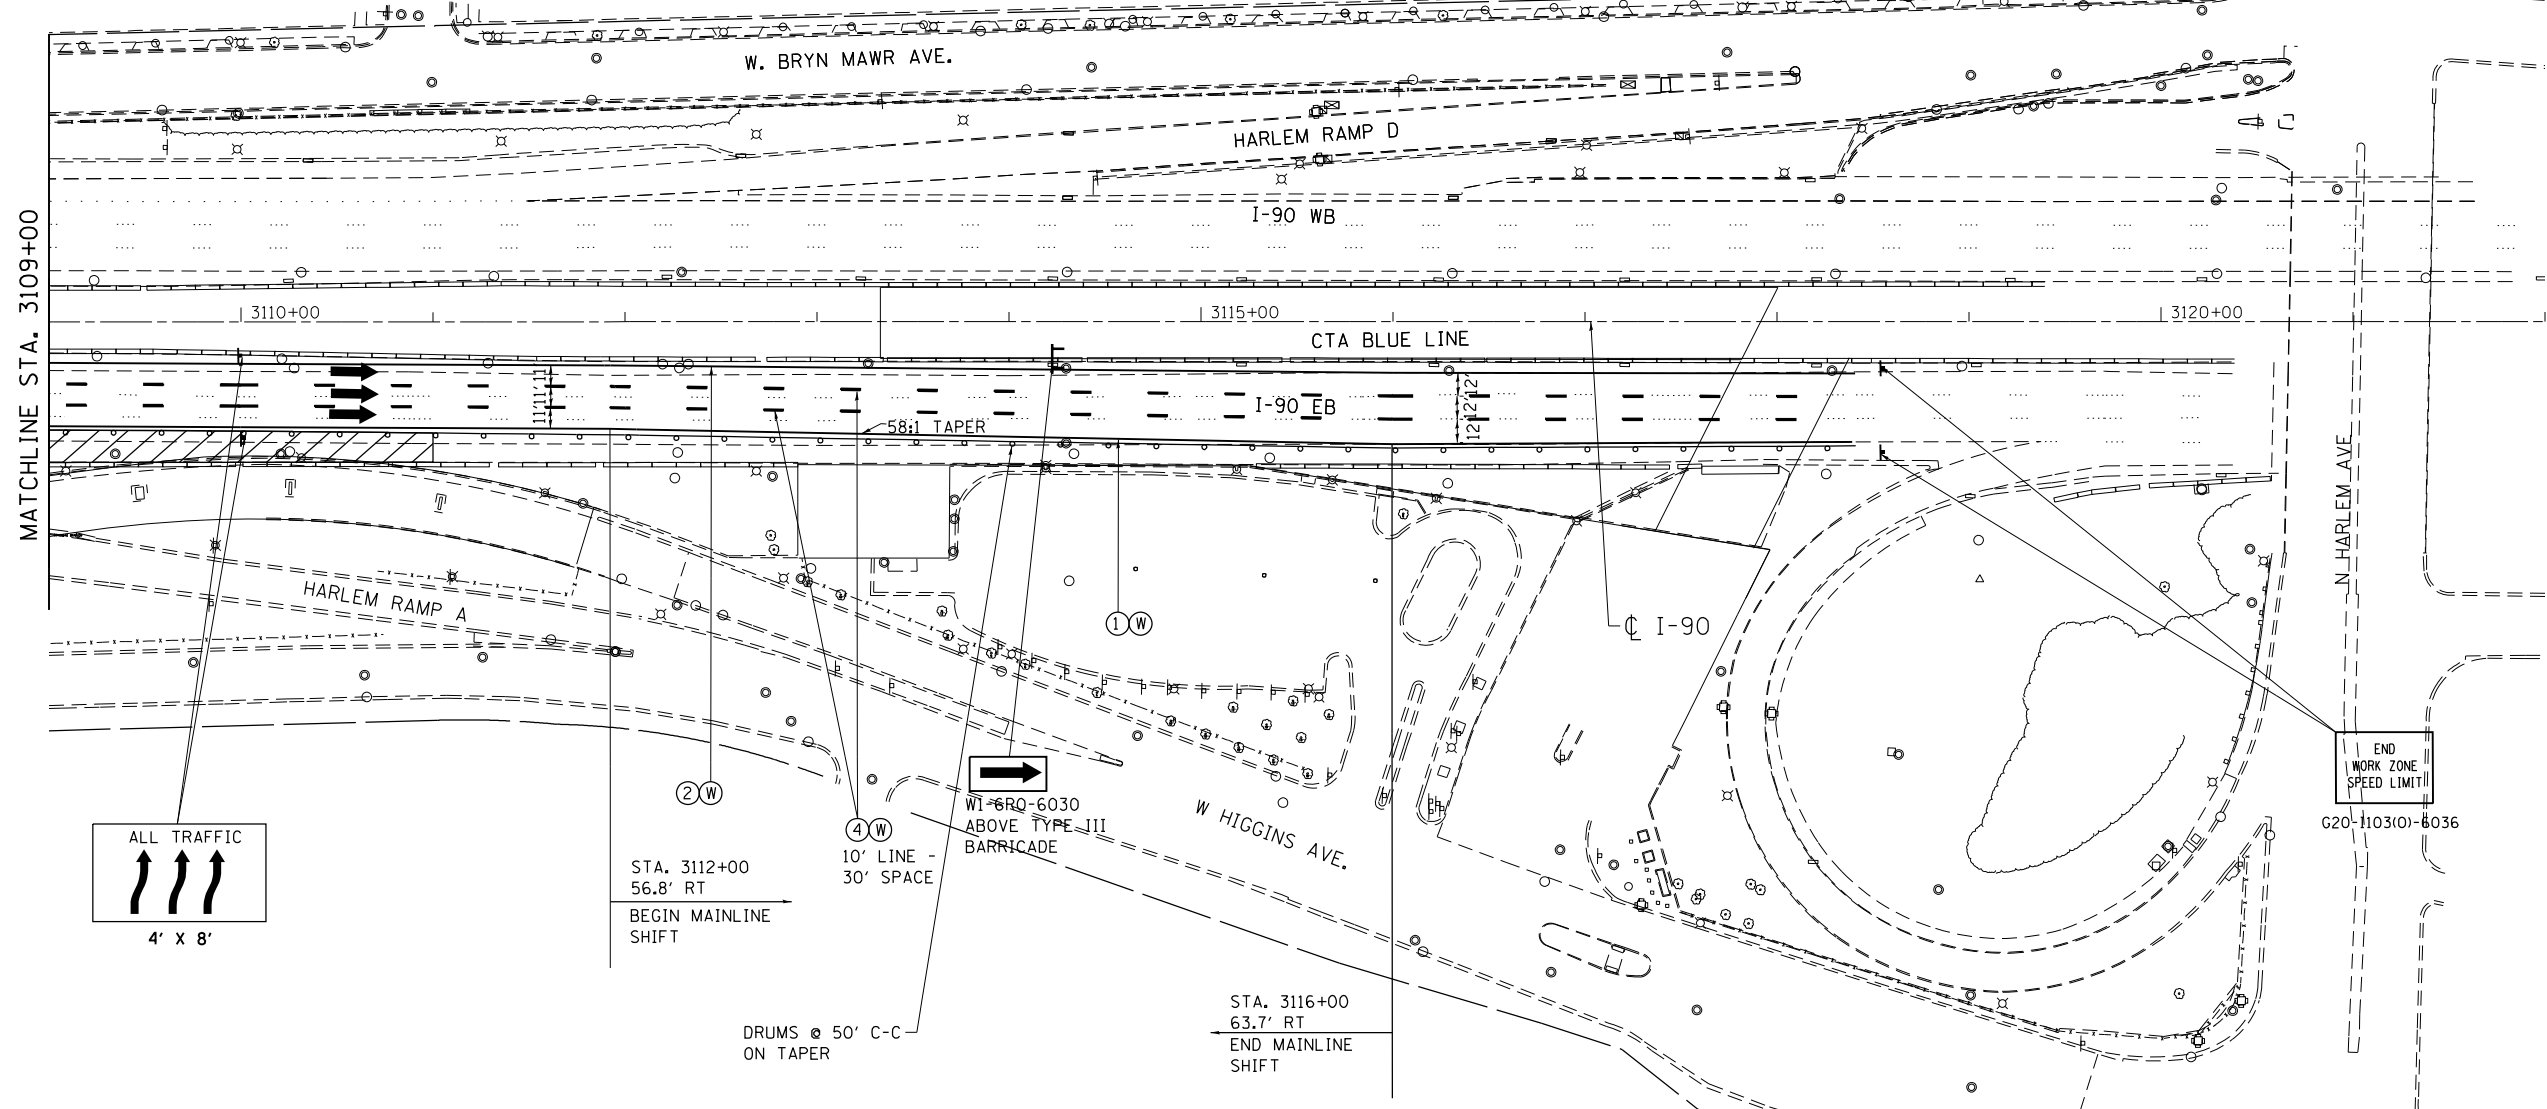 W. BRYN MAWR AVE.
HARLEM RAMP D
I-90 WB
MATCHLINE STA. 3109+00
3110+00
3115+00
3120+00
CTA BLUE LINE
11' 11' 11'
I-90 EB
12' 12' 12'
58:1 TAPER
N HARLEM AVE
HARLEM RAMP A
1 W
℄ I-90
2 W
4 W
10' LINE -
30' SPACE
W1-6RO-6030
ABOVE TYPE III
BARRICADE
W HIGGINS AVE.
END
WORK ZONE
SPEED LIMIT
G20-I103(O)-6036
ALL TRAFFIC
4' X 8'
STA. 3112+00
56.8' RT
BEGIN MAINLINE
SHIFT
DRUMS @ 50' C-C
ON TAPER
STA. 3116+00
63.7' RT
END MAINLINE
SHIFT